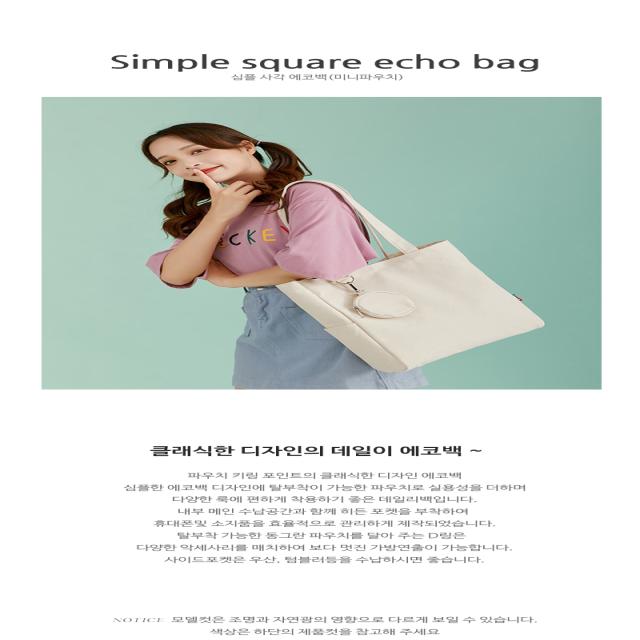 Simple square echo bag
심플 사각 에코백(미니파우치)
CKEY
클래식한 디자인의 데일이 에코백 ~
파우치 키링 포인트의 클래식한 디자인 에코백
심플한 에코백 디자인에 탈부착이 가능한 파우치로 실용성을 더하며
다양한 룩에 편하게 착용하기 좋은 데일리백입니다.
내부 메인 수납공간과 함께 히든 포켓을 부착하여
휴대폰및 소지품을 효율적으로 관리하게 제작되었습니다.
탈부착 가능한 동그란 파우치를 달아 주는 D링은
다양한 악세사리를 매치하여 보다 멋진 가방연출이 가능합니다.
사이드포켓은 우산, 텀블러등을 수납하시면 좋습니다.
NOTICE 모델컷은 조명과 자연광의 영향으로 다르게 보일 수 있습니다.
색상은 하단의 제품컷을 참고해 주세요